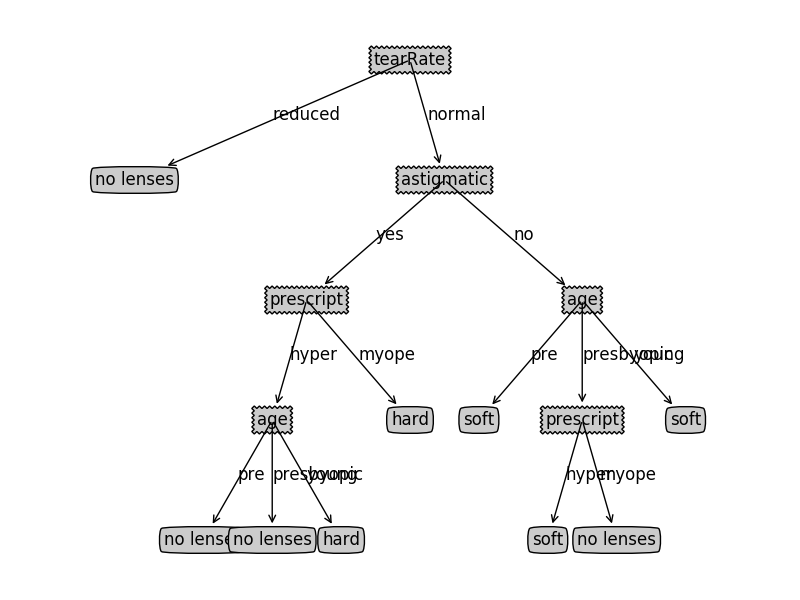 tearRate
reduced normal
no lenses astigmatic
yes no
prescript age
hyper myope pre presbyopic young
age hard soft prescript soft
pre presbyopic young hyper myope
no lenses no lenses hard soft no lenses